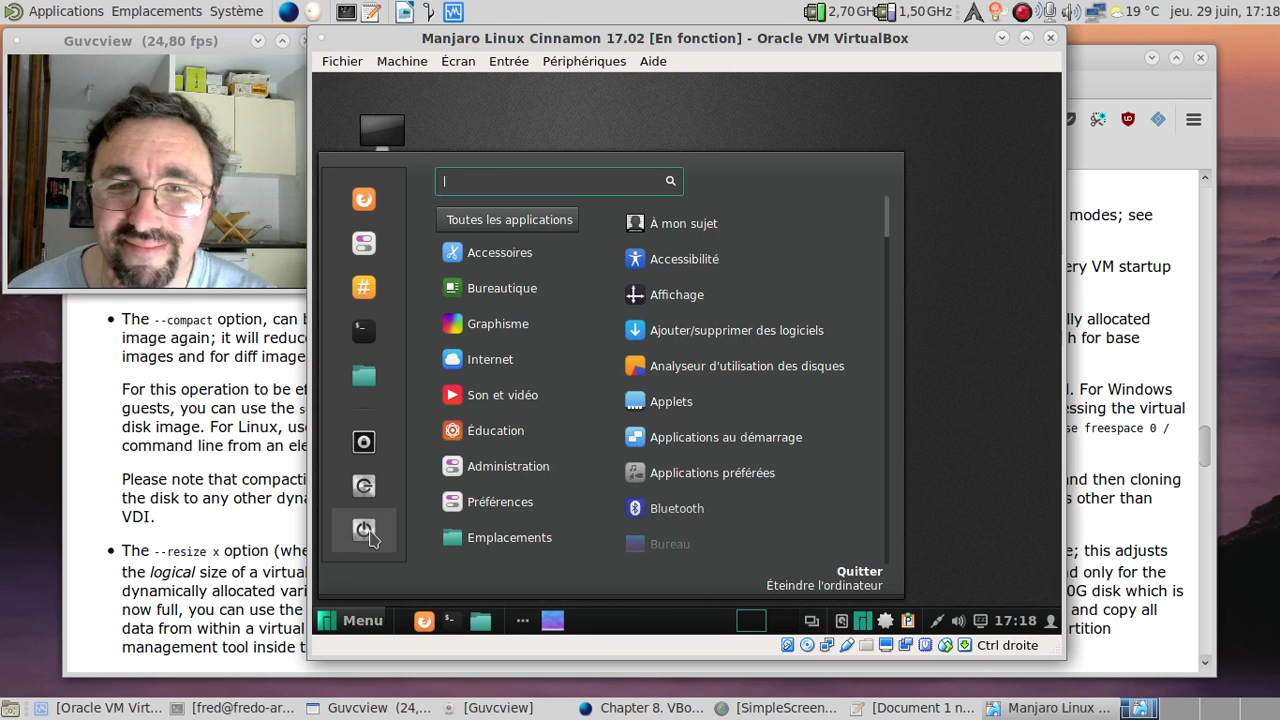 Applications Emplacements Système
2,70 GHz 1,50 GHz 19 °C jeu. 29 juin, 17:18
Guvcview (24,80 fps)
Manjaro Linux Cinnamon 17.02 [En fonction] - Oracle VM VirtualBox
Fichier Machine Écran Entrée Périphériques Aide
Toutes les applications
Accessoires
Bureautique
Graphisme
Internet
Son et vidéo
Éducation
Administration
Préférences
Emplacements
À mon sujet
Accessibilité
Affichage
Ajouter/supprimer des logiciels
Analyseur d'utilisation des disques
Applets
Applications au démarrage
Applications préférées
Bluetooth
Bureau
Quitter
Éteindre l'ordinateur
Menu 17:18
Ctrl droite
modes; see
ery VM startup
The --compact option, can lly allocated
image again; it will reduc h for base
images and for diff image
For this operation to be ef l. For Windows
guests, you can use the essing the virtual
disk image. For Linux, use se freespace 0 /
command line from an ele
Please note that compacti and then cloning
the disk to any other dyna s other than
VDI.
The --resize x option (whe e; this adjusts
the logical size of a virtual nd only for the
dynamically allocated vari 0G disk which is
now full, you can use the and copy all
data from within a virtual rtition
management tool inside t
[Oracle VM Virt... [fred@fredo-ar... Guvcview (24,... [Guvcview] Chapter 8. VBo... [SimpleScreen... [Document 1 n... Manjaro Linux ...